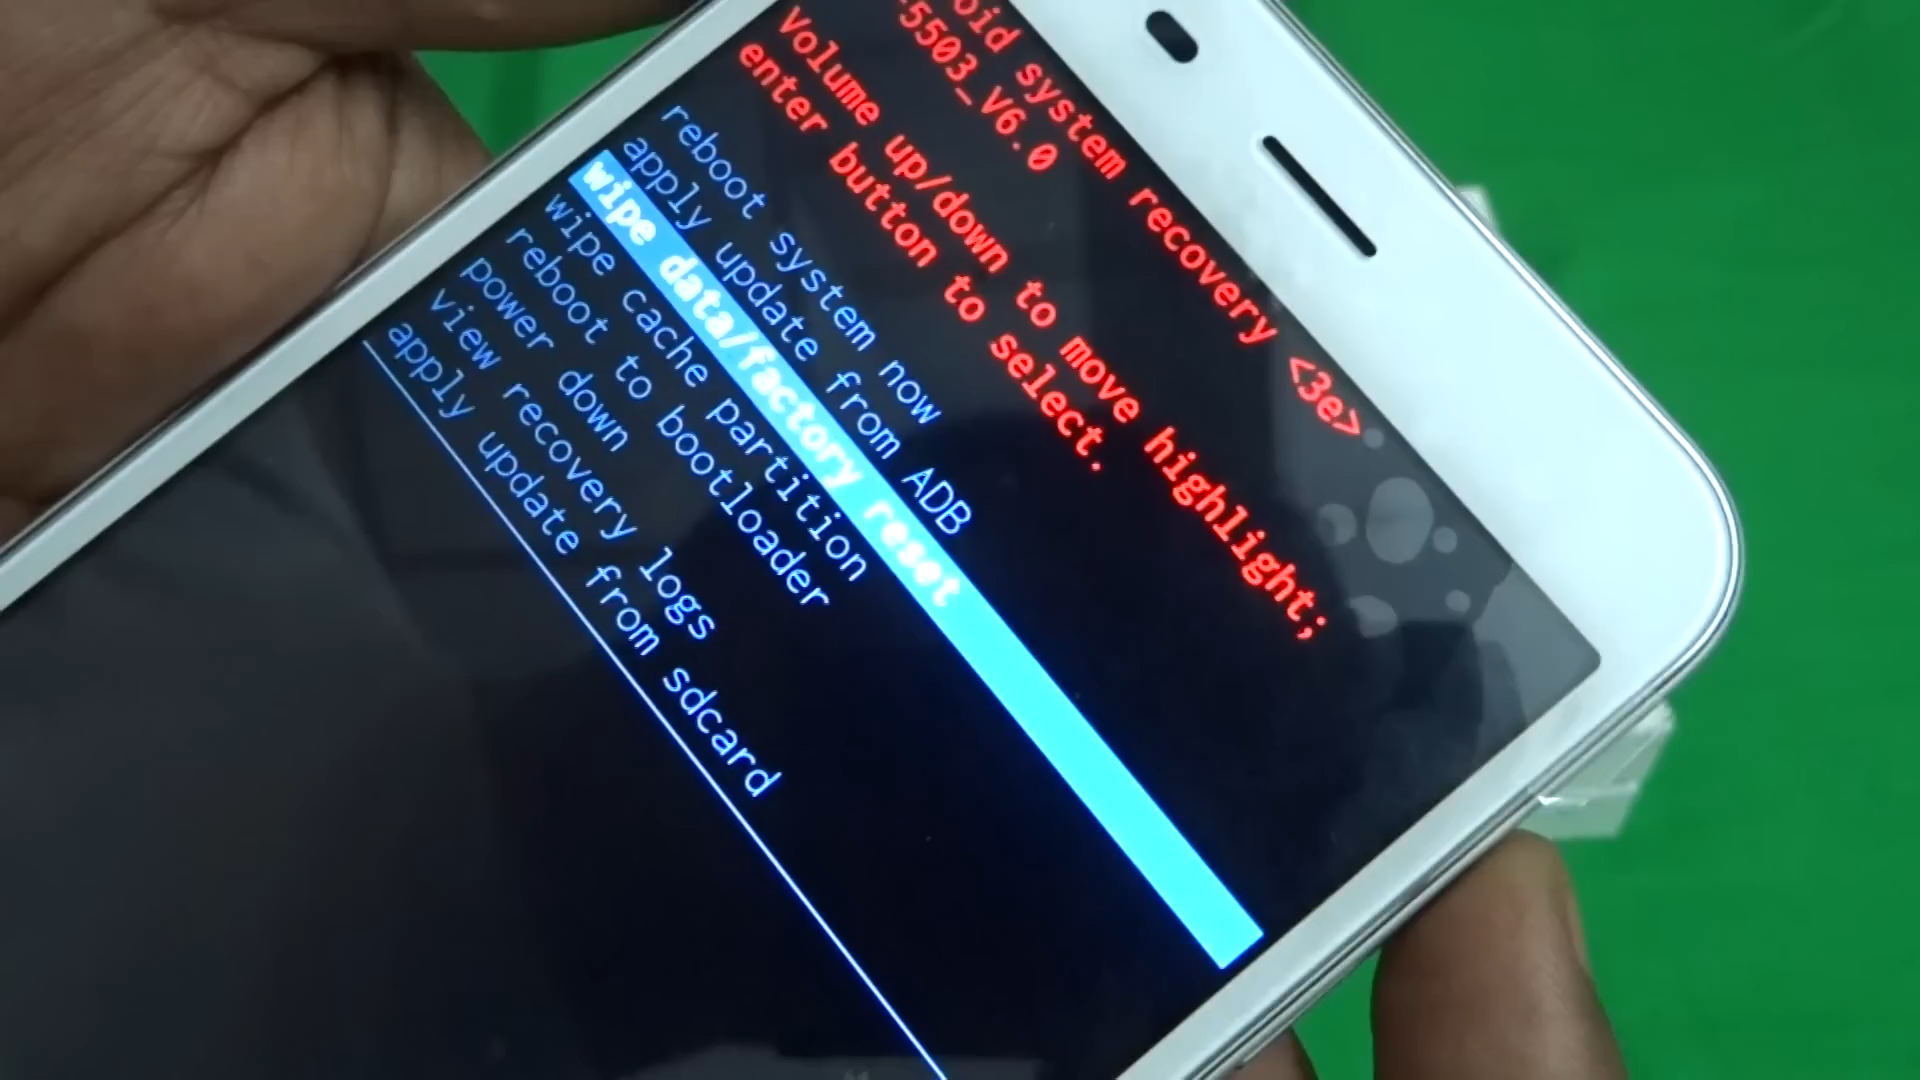 system recovery <3e>
5503_V6.0
Volume up/down to move highlight;
enter button to select.
reboot system now
apply update from ADB
wipe data/factory reset
wipe cache partition
reboot to bootloader
power down
view recovery logs
apply update from sdcard